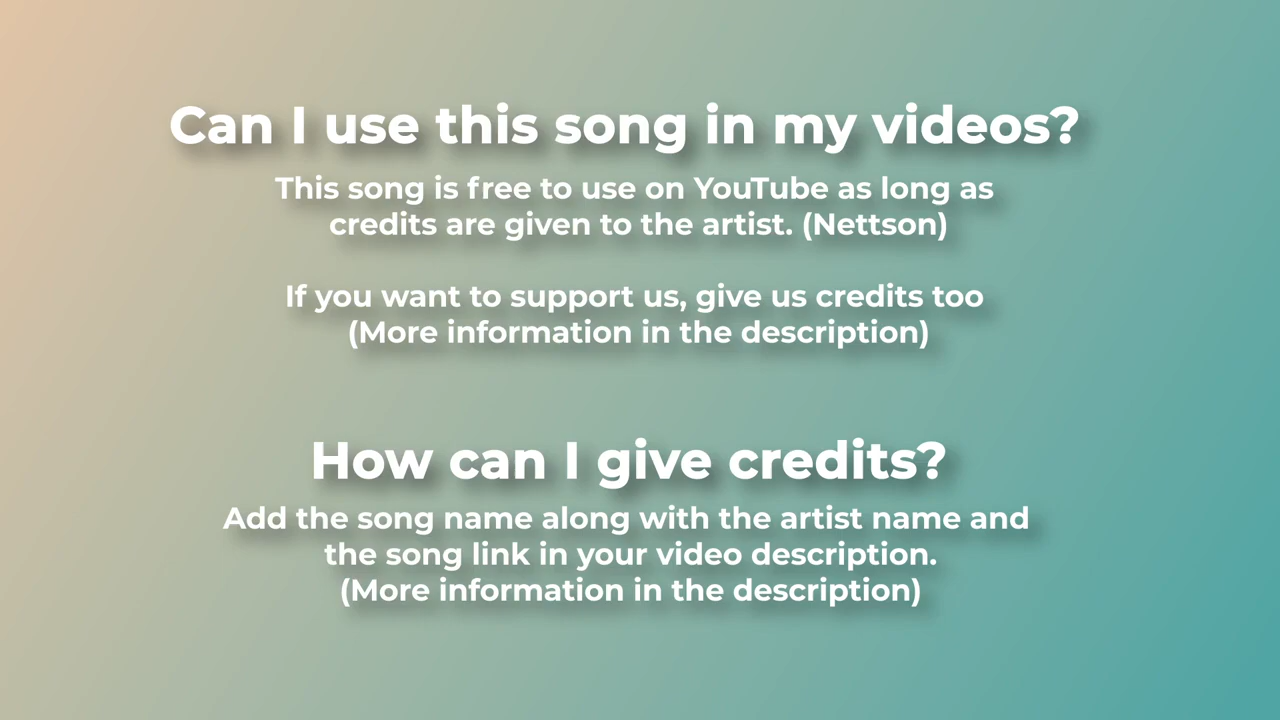 Can I use this song in my videos?
This song is free to use on YouTube as long as
credits are given to the artist. (Nettson)
If you want to support us, give us credits too
(More information in the description)
How can I give credits?
Add the song name along with the artist name and
the song link in your video description.
(More information in the description)